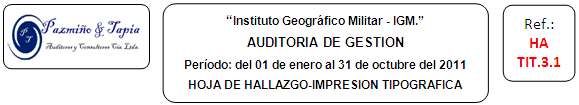 Pazmiño & Tapia
Auditores y Consultores Cía. Ltda.
“Instituto Geográfico Militar - IGM.”
AUDITORIA DE GESTION
Período: del 01 de enero al 31 de octubre del 2011
HOJA DE HALLAZGO-IMPRESION TIPOGRAFICA
Ref.:
HA
TIT.3.1